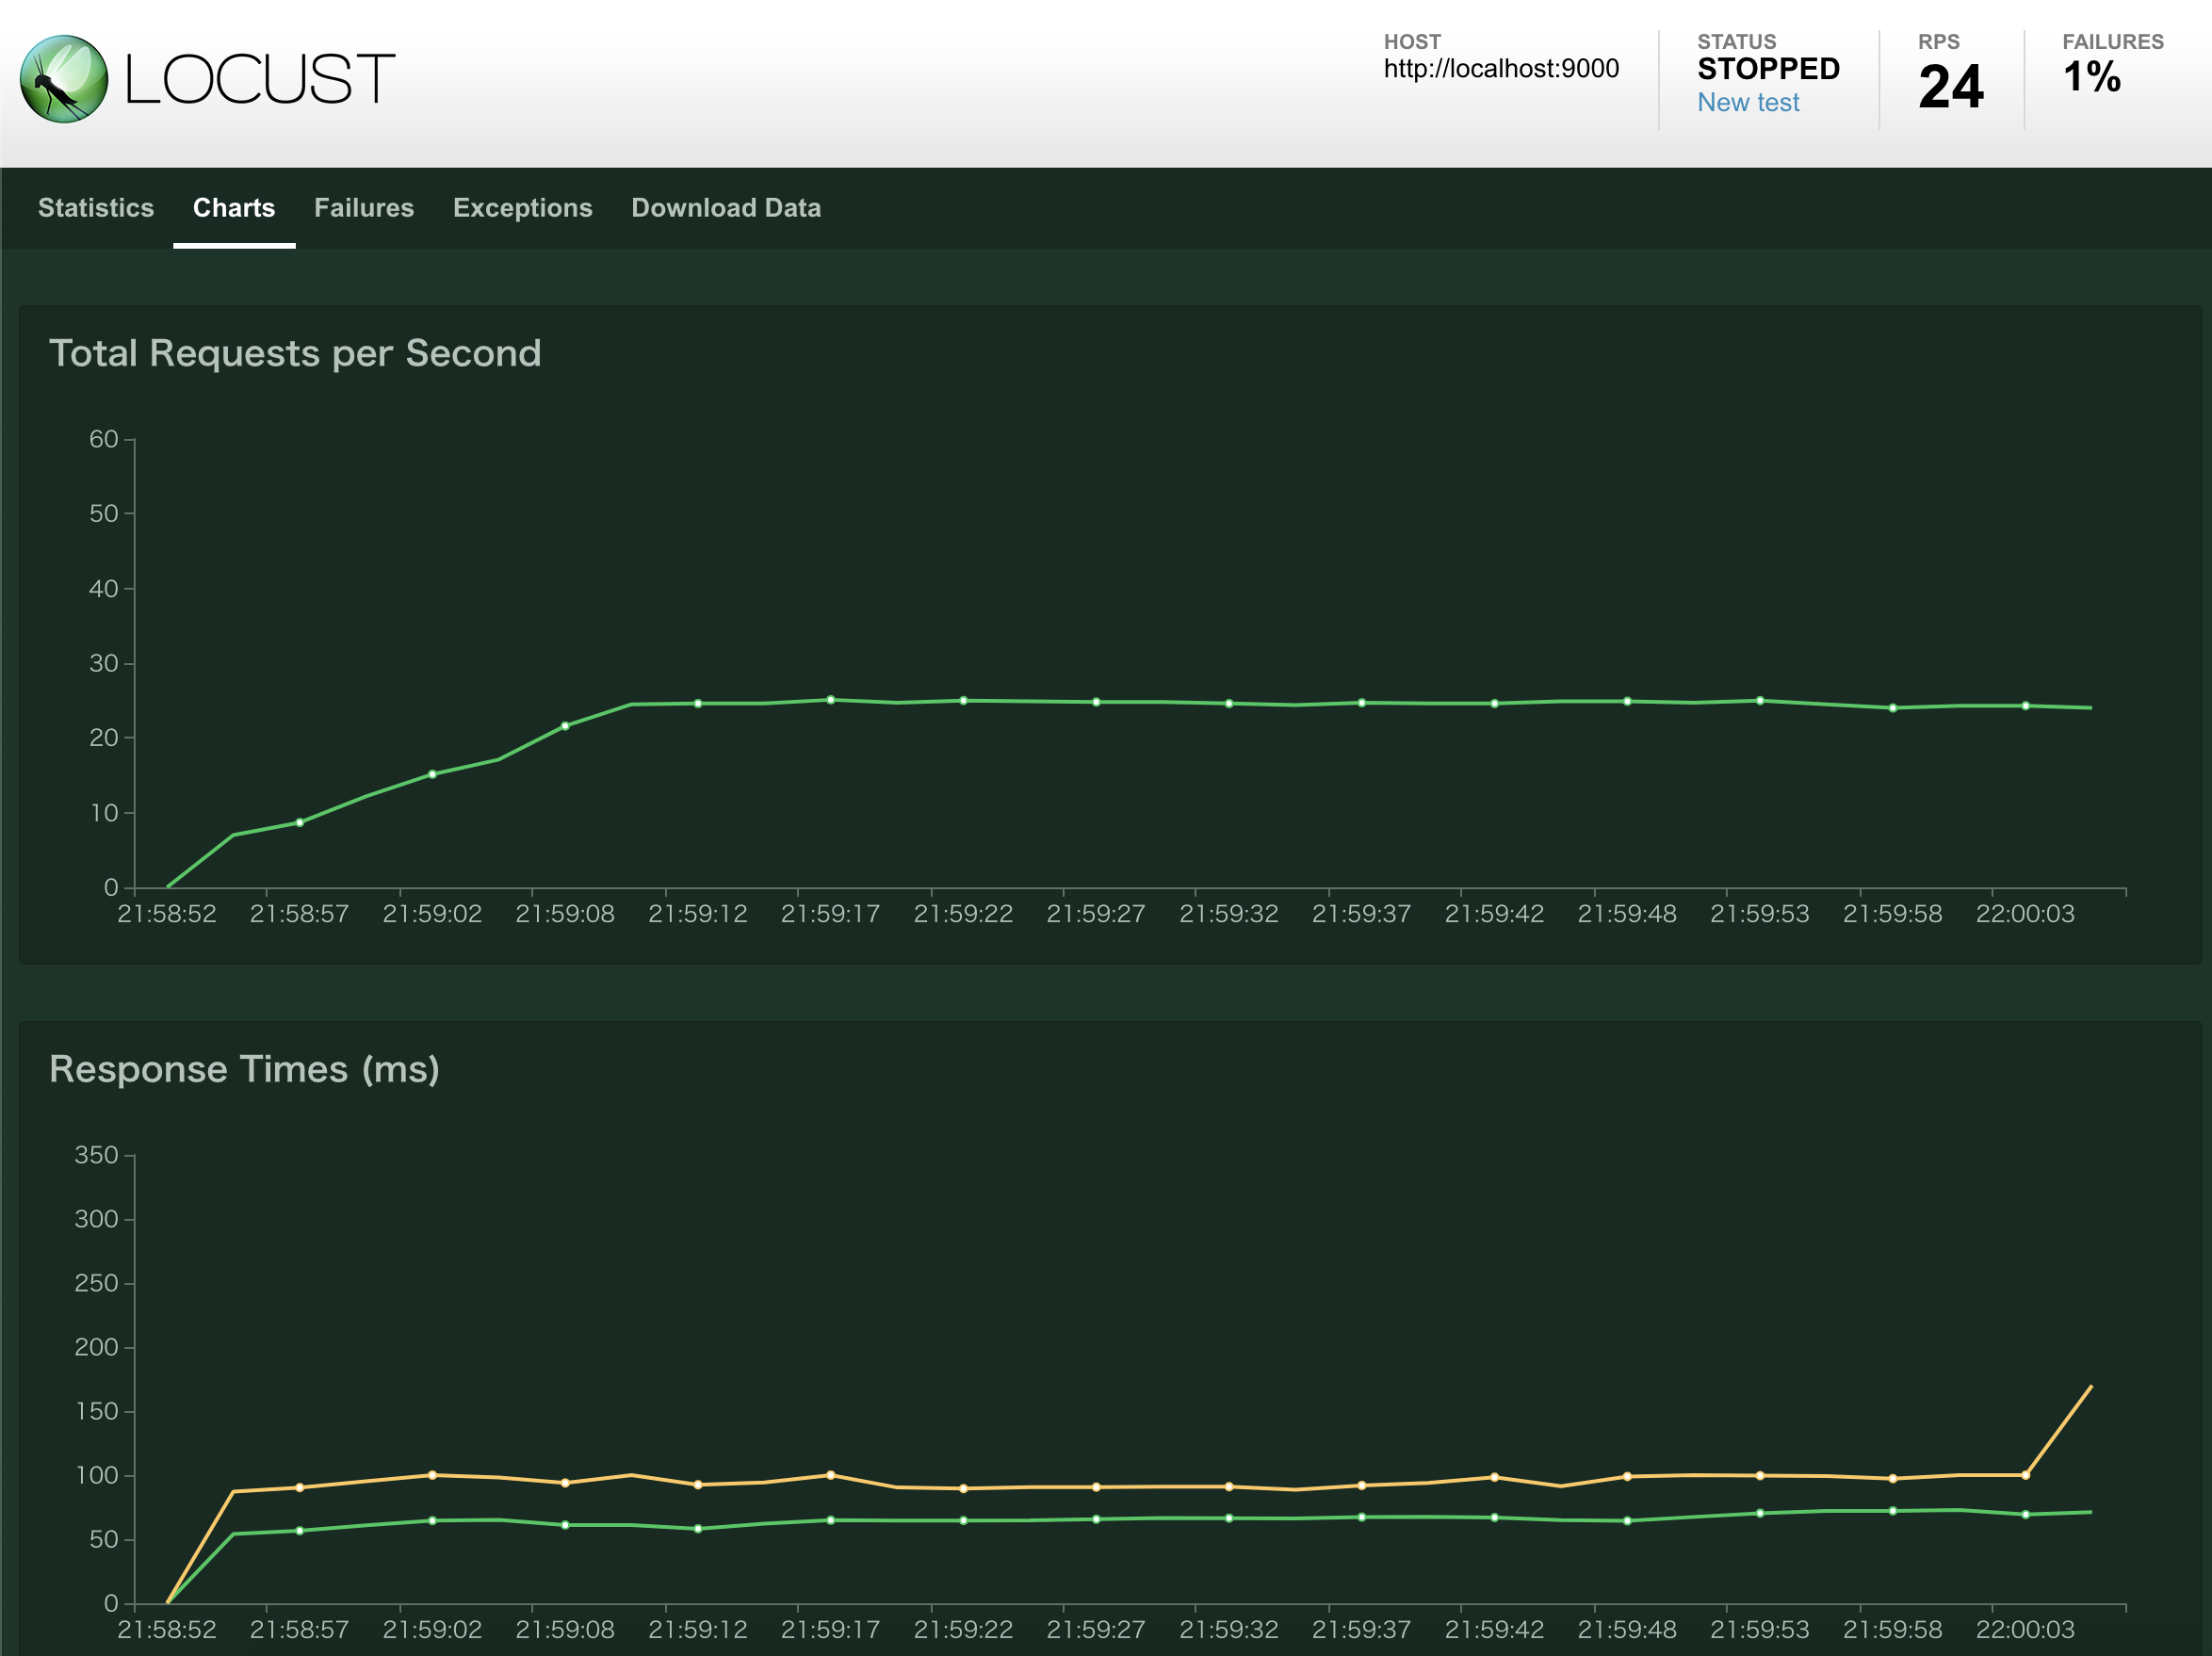 LOCUST
HOST
http://localhost:9000
STATUS
STOPPED
New test
RPS
24
FAILURES
1%
Statistics Charts Failures Exceptions Download Data
Total Requests per Second
60
50
40
30
20
10
0
21:58:52 21:58:57 21:59:02 21:59:08 21:59:12 21:59:17 21:59:22 21:59:27 21:59:32 21:59:37 21:59:42 21:59:48 21:59:53 21:59:58 22:00:03
Response Times (ms)
350
300
250
200
150
100
50
0
21:58:52 21:58:57 21:59:02 21:59:08 21:59:12 21:59:17 21:59:22 21:59:27 21:59:32 21:59:37 21:59:42 21:59:48 21:59:53 21:59:58 22:00:03